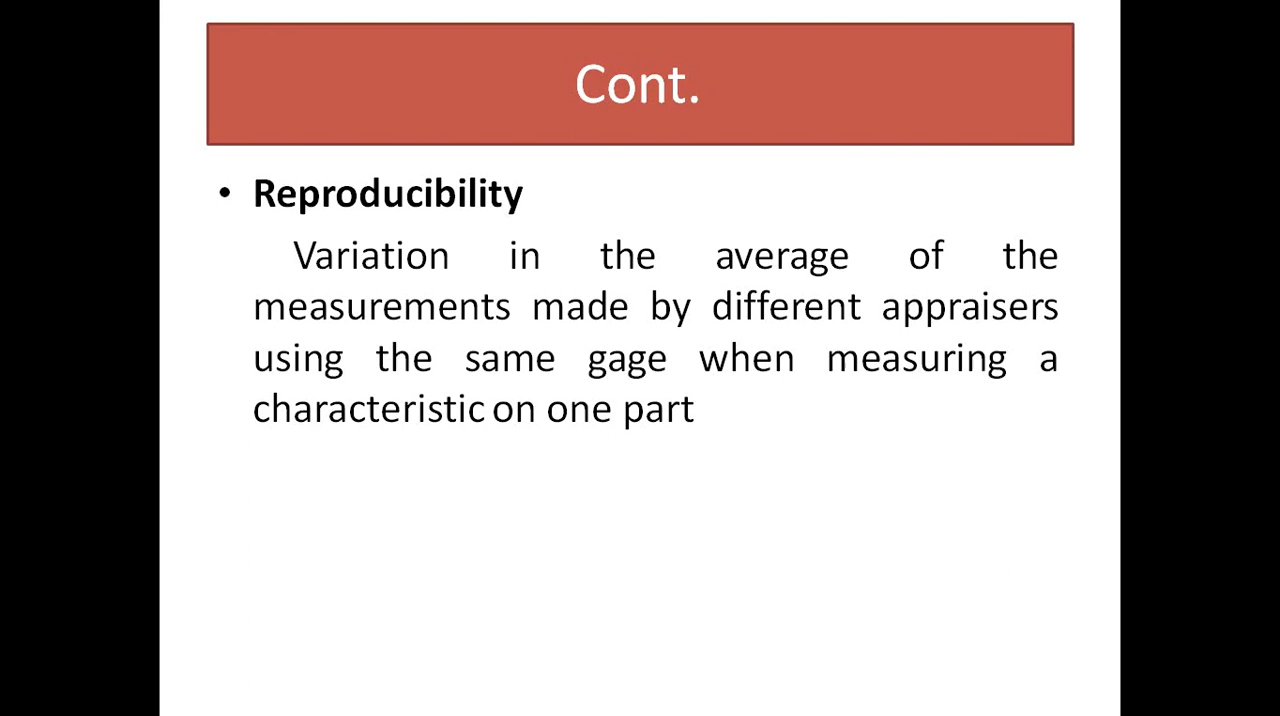 Cont.
• Reproducibility
Variation in the average of the
measurements made by different appraisers
using the same gage when measuring a
characteristic on one part